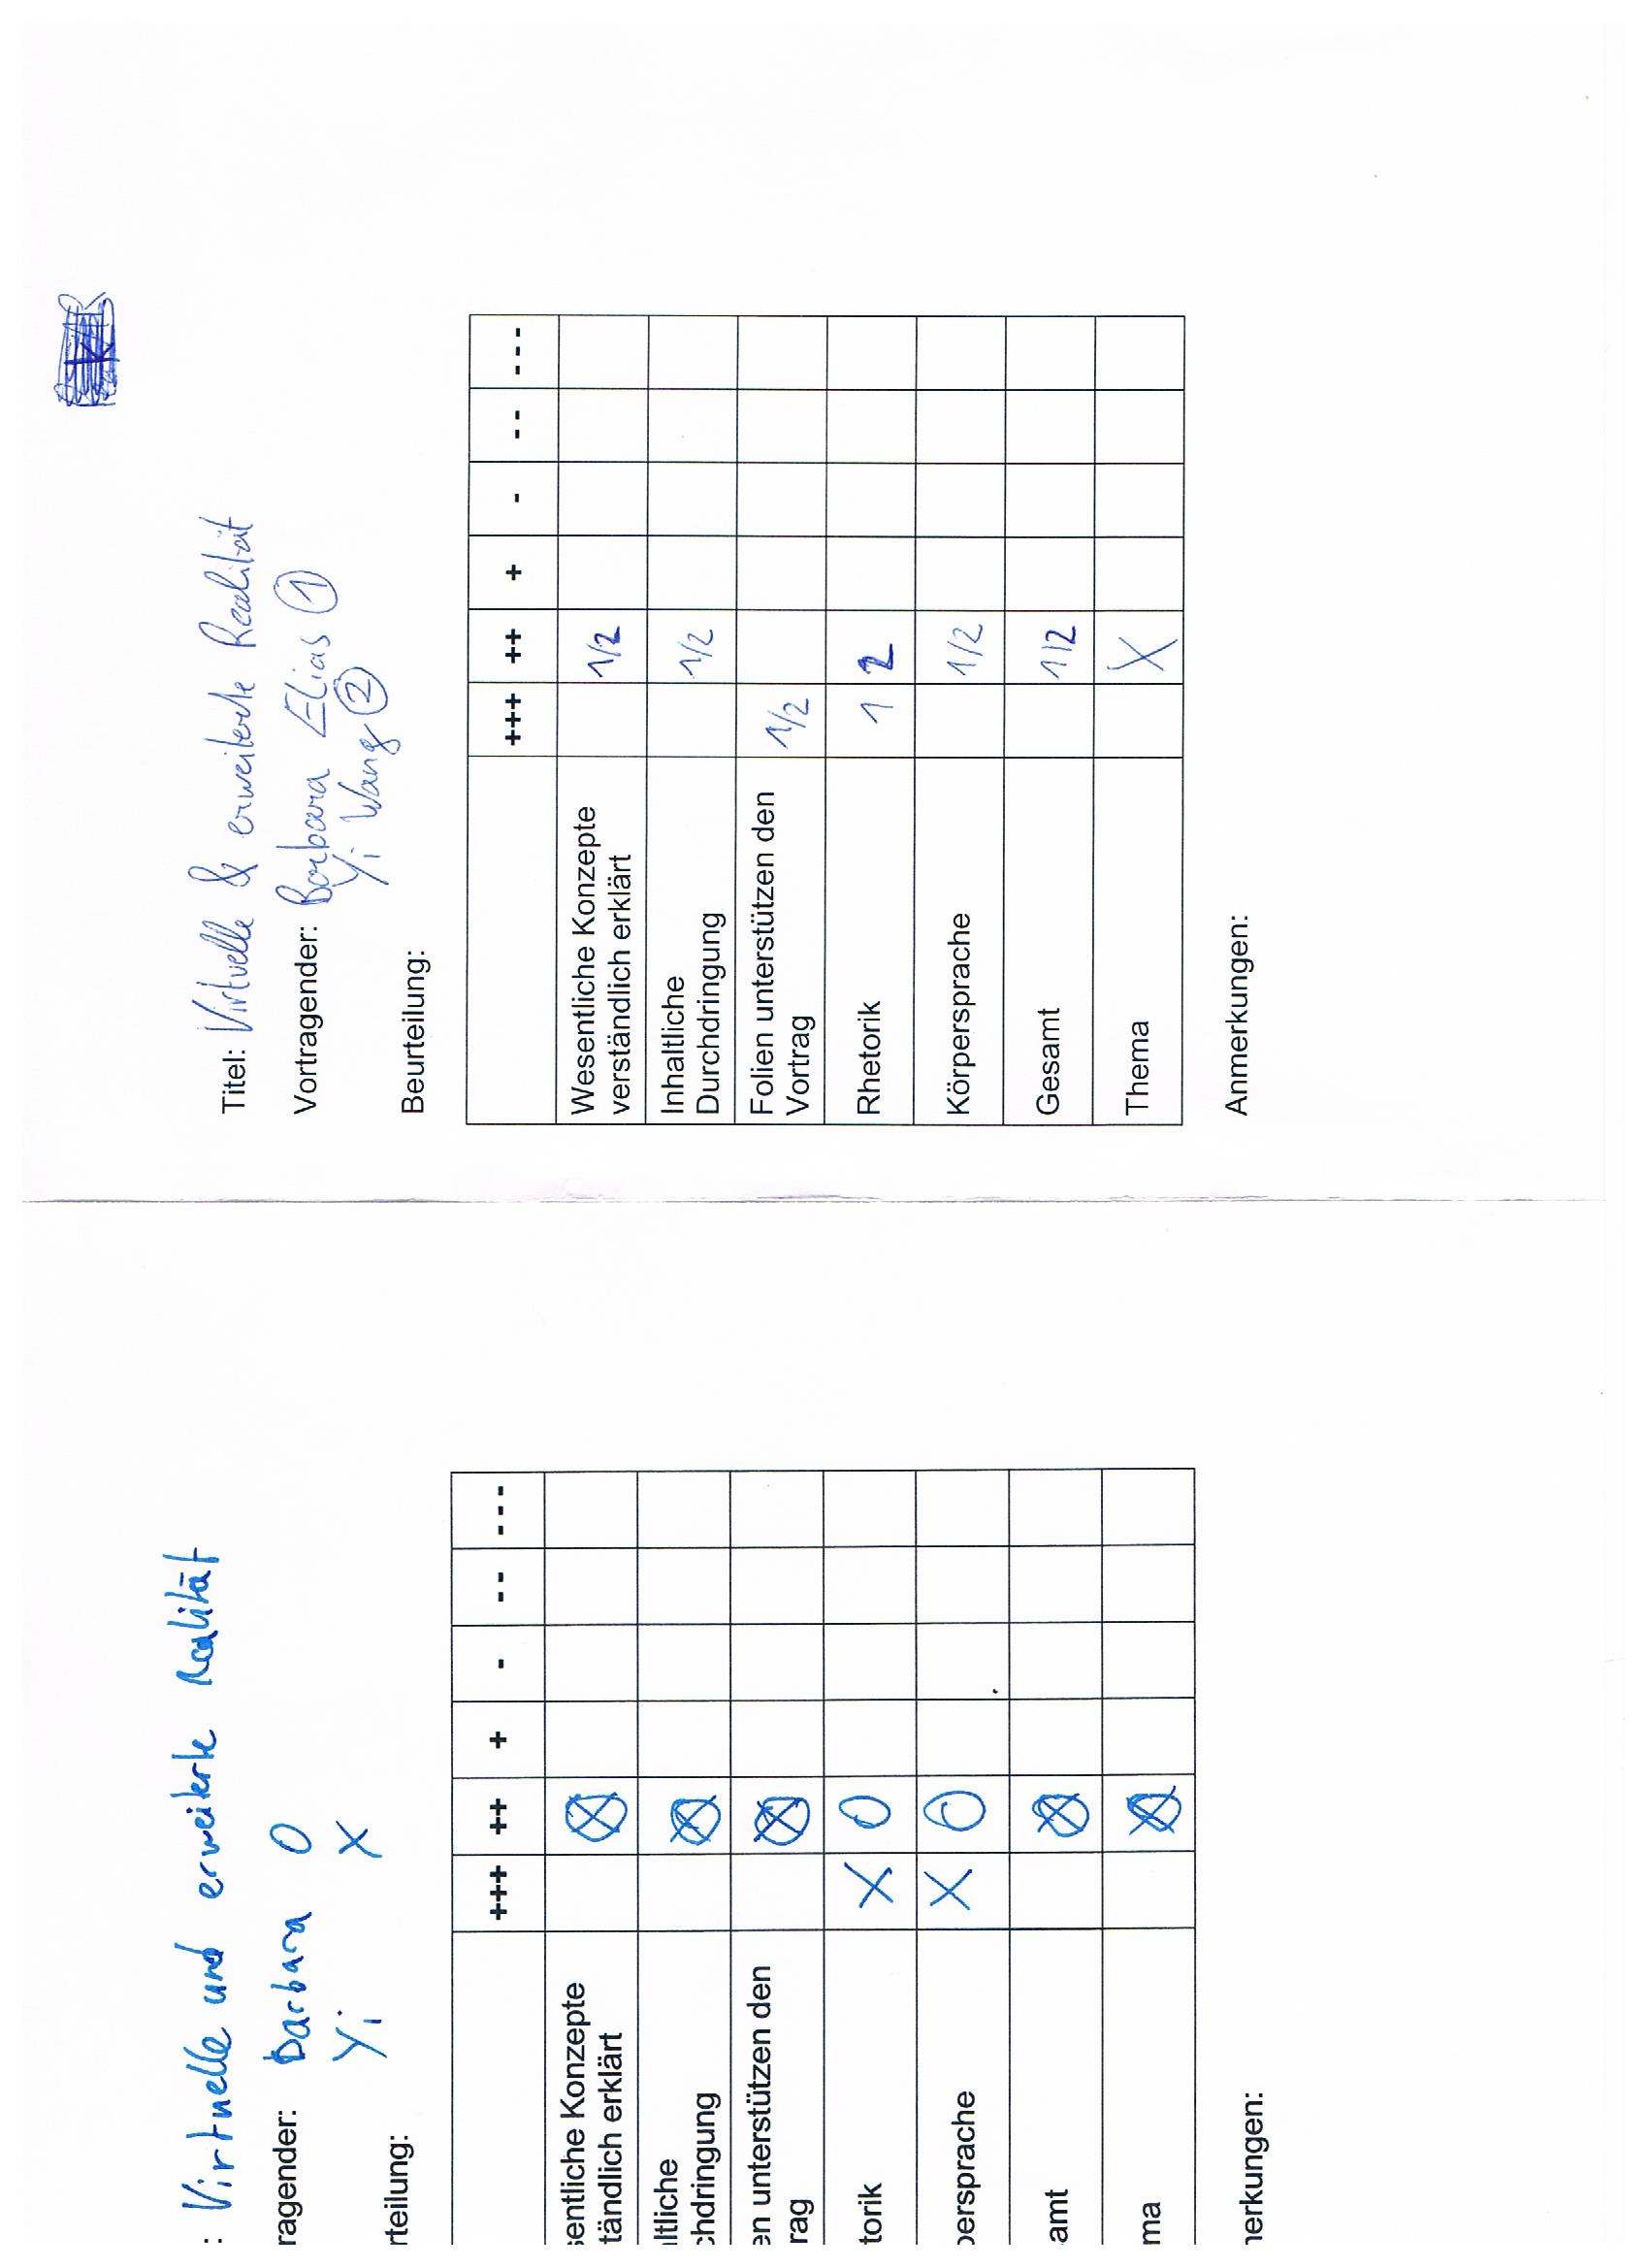 Titel: Virtuelle & erweiterte Realität
Vortragender: Barbara Elias 1
Yi Wang 2
Beurteilung:
+++ ++ + - -- ---
Wesentliche Konzepte
verständlich erklärt 1/2
Inhaltliche
Durchdringung 1/2
Folien unterstützen den
Vortrag 1/2
Rhetorik 1 2
Körpersprache 1/2
Gesamt 1/2
Thema X
Anmerkungen:
: Virtuelle und erweiterte Realität
ragender: Barbara O
Yi X
rteilung:
+++ ++ + - -- ---
sentliche Konzepte
tändlich erklärt
ltliche
chdringung
en unterstützen den
rag
torik X O
persprache X O
amt
ma
nerkungen: